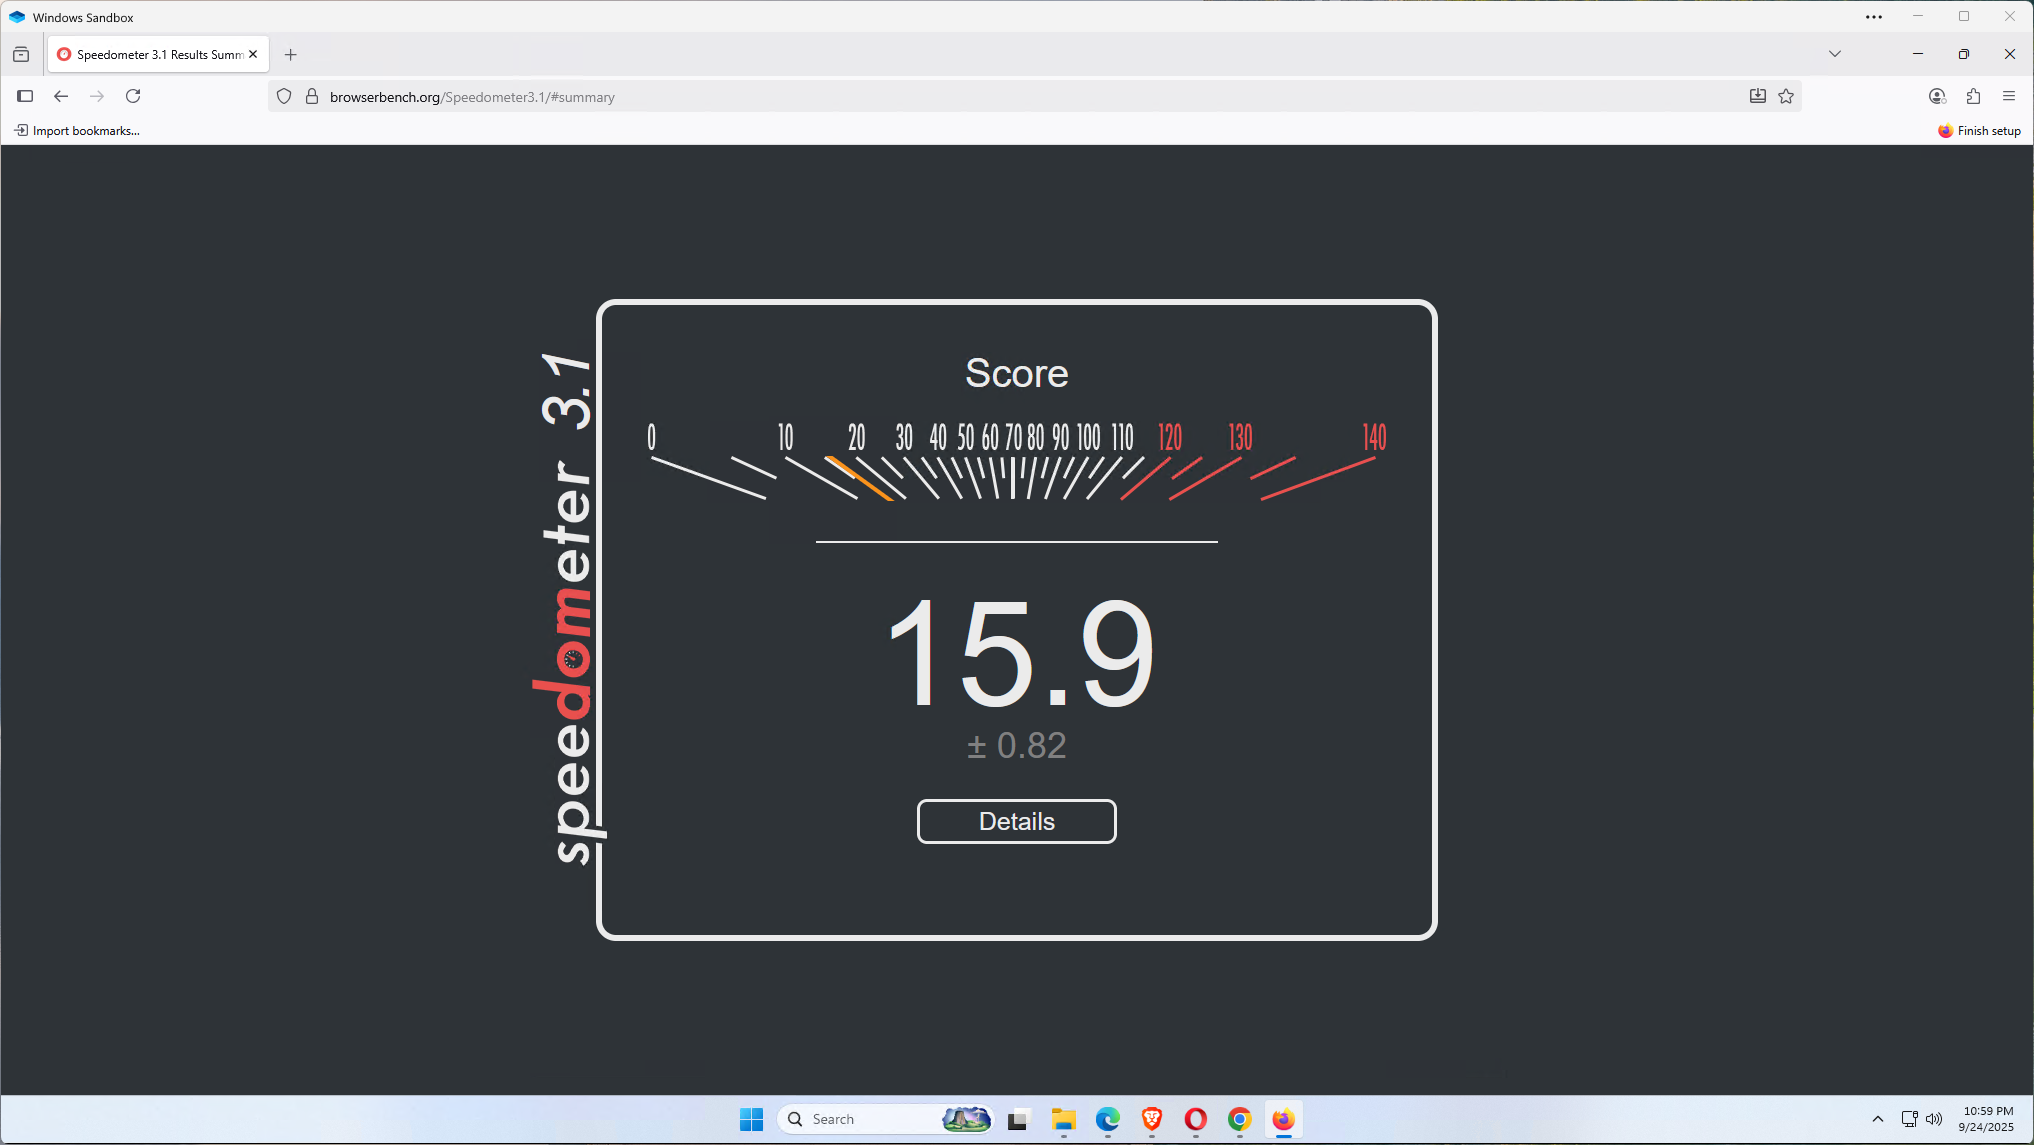 Windows Sandbox
Speedometer 3.1 Results Summ
browserbench.org/Speedometer3.1/#summary
Import bookmarks...
Finish setup
speedometer 3.1
Score
0 10 20 30 40 50 60 70 80 90 100 110 120 130 140
15.9
± 0.82
Details
Search
10:59 PM
9/24/2025